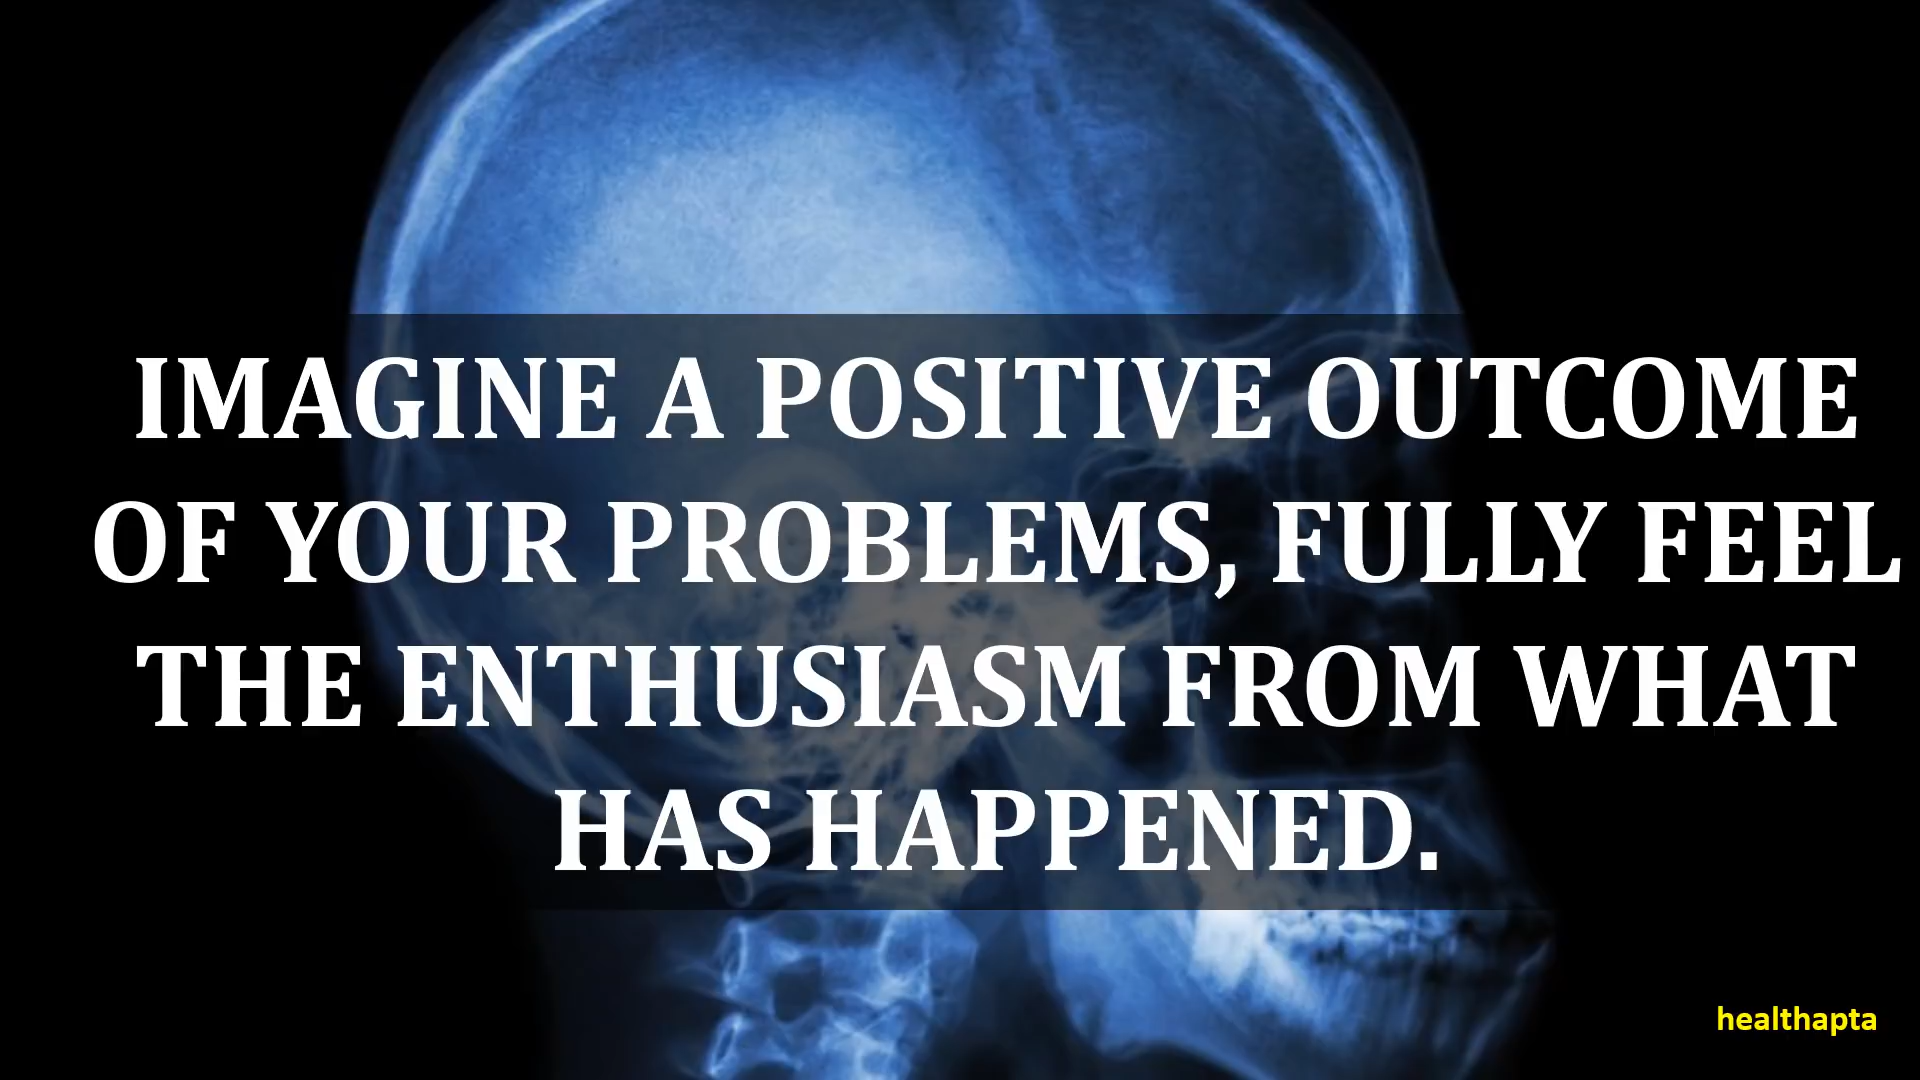 IMAGINE A POSITIVE OUTCOME
OF YOUR PROBLEMS, FULLY FEEL
THE ENTHUSIASM FROM WHAT
HAS HAPPENED.
healthapta